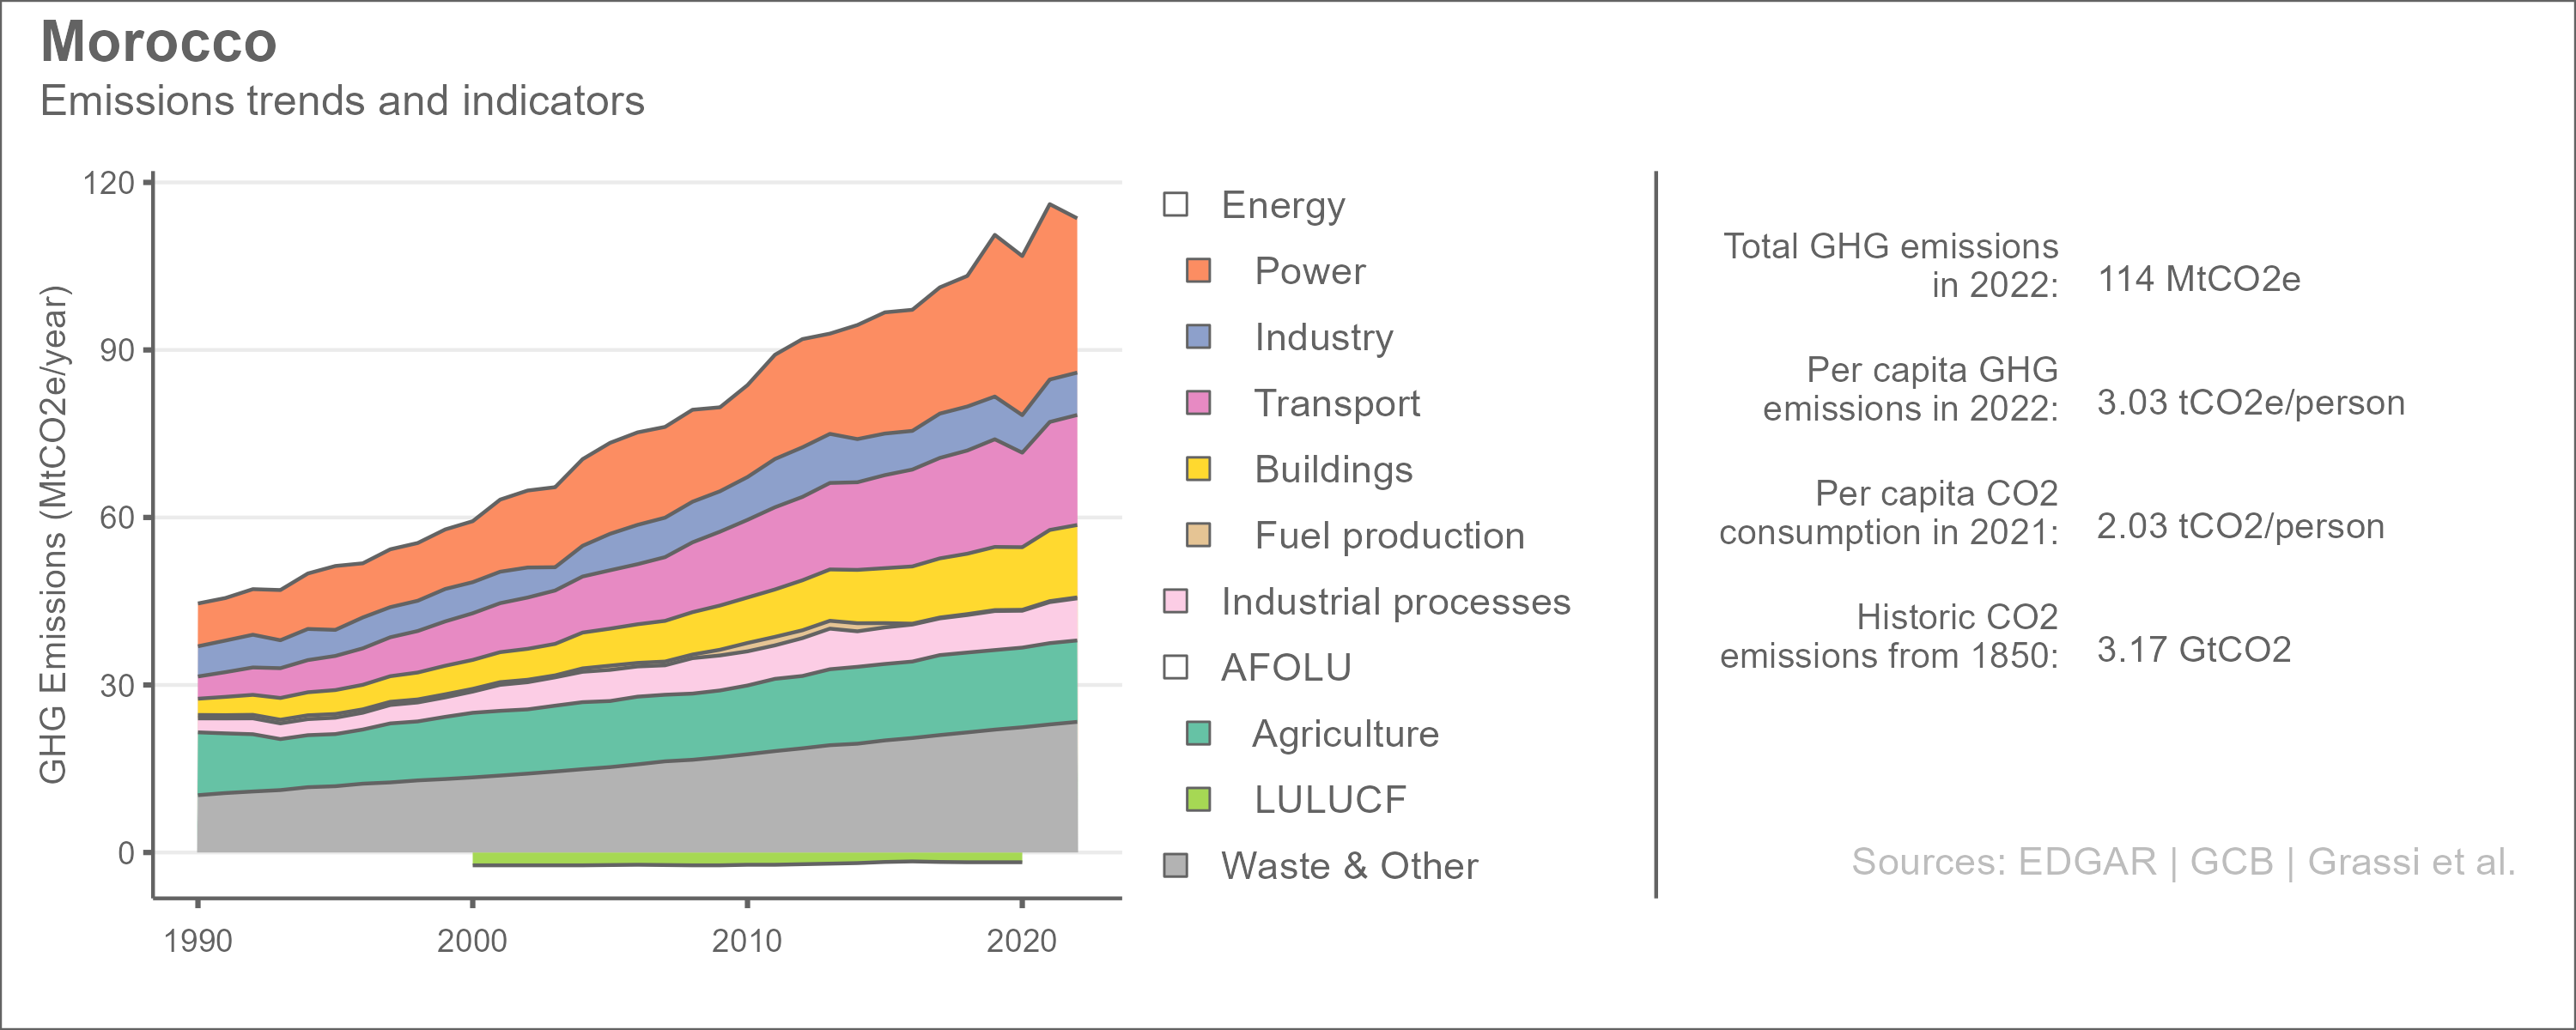 Morocco
Emissions trends and indicators
GHG Emissions (MtCO2e/year)
120
90
60
30
0
1990
2000
2010
2020
Energy
Power
Industry
Transport
Buildings
Fuel production
Industrial processes
AFOLU
Agriculture
LULUCF
Waste & Other
Total GHG emissions
in 2022:
114 MtCO2e
Per capita GHG
emissions in 2022:
3.03 tCO2e/person
Per capita CO2
consumption in 2021:
2.03 tCO2/person
Historic CO2
emissions from 1850:
3.17 GtCO2
Sources: EDGAR | GCB | Grassi et al.